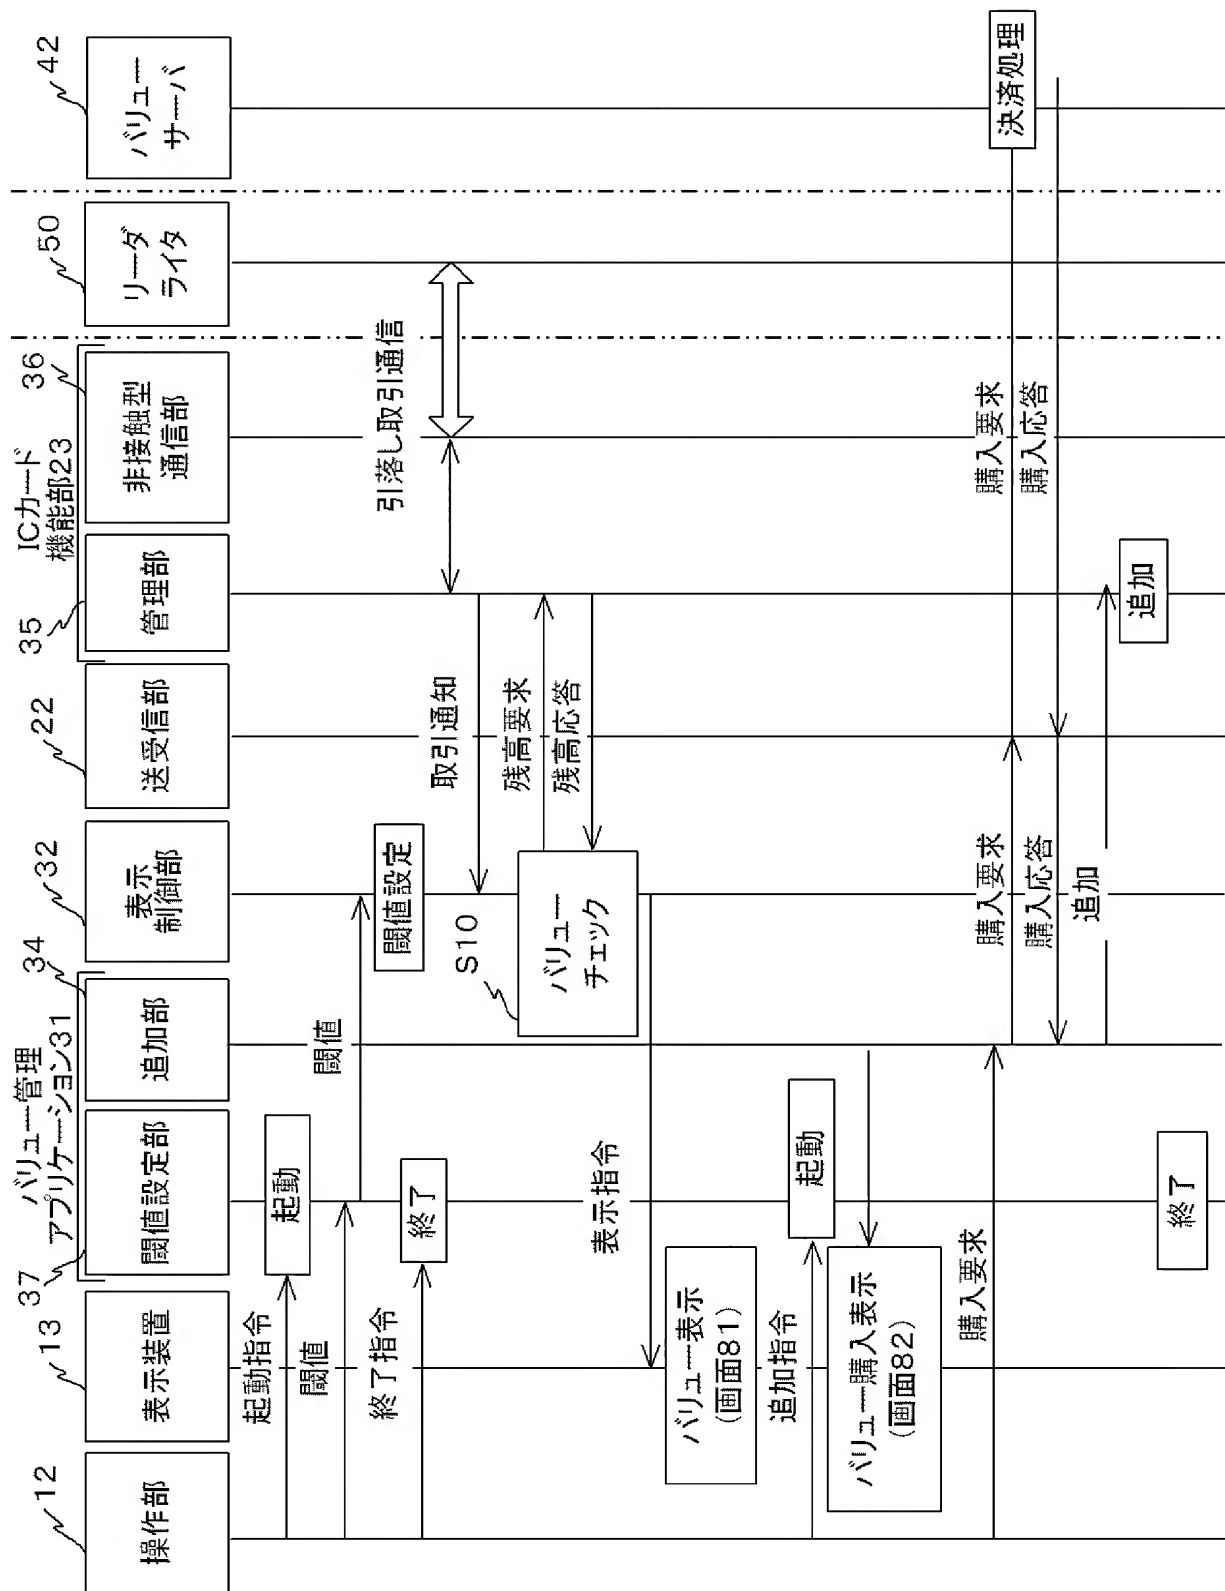 12
操作部
13
表示装置
バリュー管理
アプリケーション31
37
閾値設定部
34
追加部
32
表示
制御部
22
送受信部
ICカード
機能部23
35
管理部
36
非接触型
通信部
50
リーダ
ライタ
42
バリュー
サーバ
起動指令
起動
閾値
閾値
閾値設定
終了指令
終了
引落し取引通信
取引通知
S10
バリュー
チェック
残高要求
残高応答
表示指令
バリュー表示
(画面81)
追加指令
起動
バリュー購入表示
(画面82)
購入要求
購入要求
購入要求
決済処理
購入応答
購入応答
追加
追加
終了